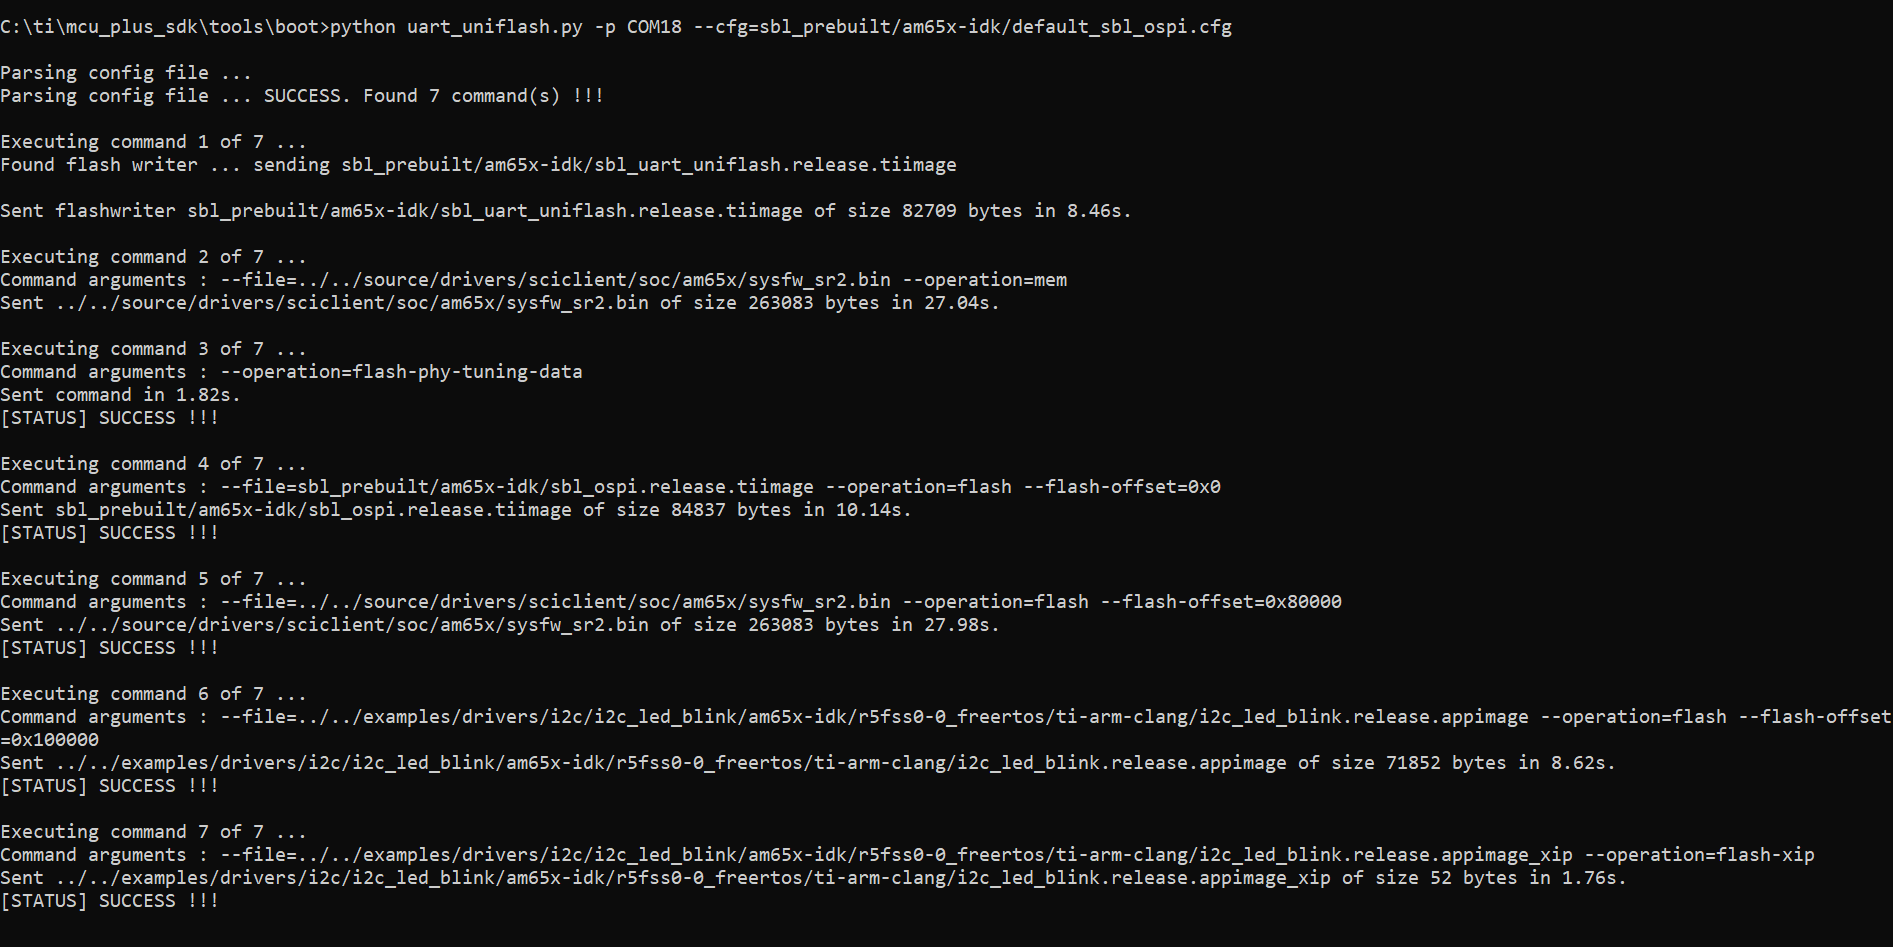 C:\ti\mcu_plus_sdk\tools\boot>python uart_uniflash.py -p COM18 --cfg=sbl_prebuilt/am65x-idk/default_sbl_ospi.cfg
Parsing config file ...
Parsing config file ... SUCCESS. Found 7 command(s) !!!
Executing command 1 of 7 ...
Found flash writer ... sending sbl_prebuilt/am65x-idk/sbl_uart_uniflash.release.tiimage
Sent flashwriter sbl_prebuilt/am65x-idk/sbl_uart_uniflash.release.tiimage of size 82709 bytes in 8.46s.
Executing command 2 of 7 ...
Command arguments : --file=../../source/drivers/sciclient/soc/am65x/sysfw_sr2.bin --operation=mem
Sent ../../source/drivers/sciclient/soc/am65x/sysfw_sr2.bin of size 263083 bytes in 27.04s.
Executing command 3 of 7 ...
Command arguments : --operation=flash-phy-tuning-data
Sent command in 1.82s.
[STATUS] SUCCESS !!!
Executing command 4 of 7 ...
Command arguments : --file=sbl_prebuilt/am65x-idk/sbl_ospi.release.tiimage --operation=flash --flash-offset=0x0
Sent sbl_prebuilt/am65x-idk/sbl_ospi.release.tiimage of size 84837 bytes in 10.14s.
[STATUS] SUCCESS !!!
Executing command 5 of 7 ...
Command arguments : --file=../../source/drivers/sciclient/soc/am65x/sysfw_sr2.bin --operation=flash --flash-offset=0x80000
Sent ../../source/drivers/sciclient/soc/am65x/sysfw_sr2.bin of size 263083 bytes in 27.98s.
[STATUS] SUCCESS !!!
Executing command 6 of 7 ...
Command arguments : --file=../../examples/drivers/i2c/i2c_led_blink/am65x-idk/r5fss0-0_freertos/ti-arm-clang/i2c_led_blink.release.appimage --operation=flash --flash-offset
=0x100000
Sent ../../examples/drivers/i2c/i2c_led_blink/am65x-idk/r5fss0-0_freertos/ti-arm-clang/i2c_led_blink.release.appimage of size 71852 bytes in 8.62s.
[STATUS] SUCCESS !!!
Executing command 7 of 7 ...
Command arguments : --file=../../examples/drivers/i2c/i2c_led_blink/am65x-idk/r5fss0-0_freertos/ti-arm-clang/i2c_led_blink.release.appimage_xip --operation=flash-xip
Sent ../../examples/drivers/i2c/i2c_led_blink/am65x-idk/r5fss0-0_freertos/ti-arm-clang/i2c_led_blink.release.appimage_xip of size 52 bytes in 1.76s.
[STATUS] SUCCESS !!!